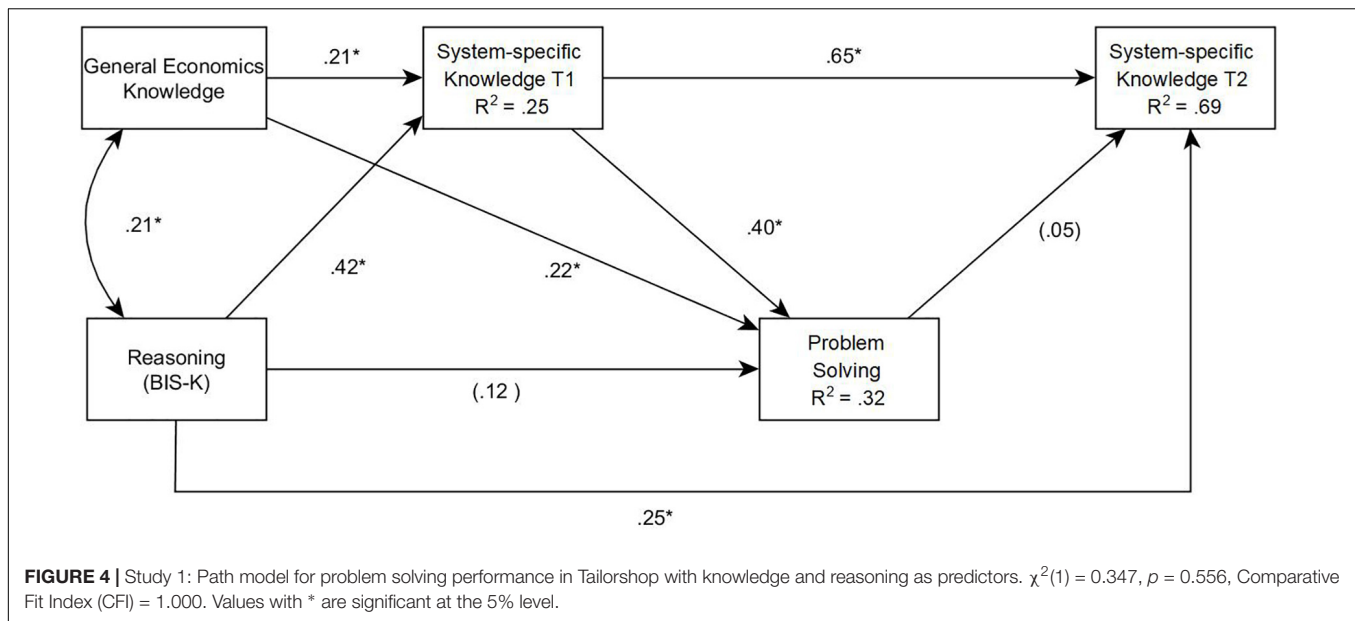 General Economics
Knowledge
.21*
System-specific
Knowledge T1
R² = .25
.65*
System-specific
Knowledge T2
R² = .69
.21*
.42*
.22*
.40*
(.05)
Reasoning
(BIS-K)
(.12 )
Problem
Solving
R² = .32
.25*
FIGURE 4 | Study 1: Path model for problem solving performance in Tailorshop with knowledge and reasoning as predictors. χ²(1) = 0.347, p = 0.556, Comparative
Fit Index (CFI) = 1.000. Values with * are significant at the 5% level.